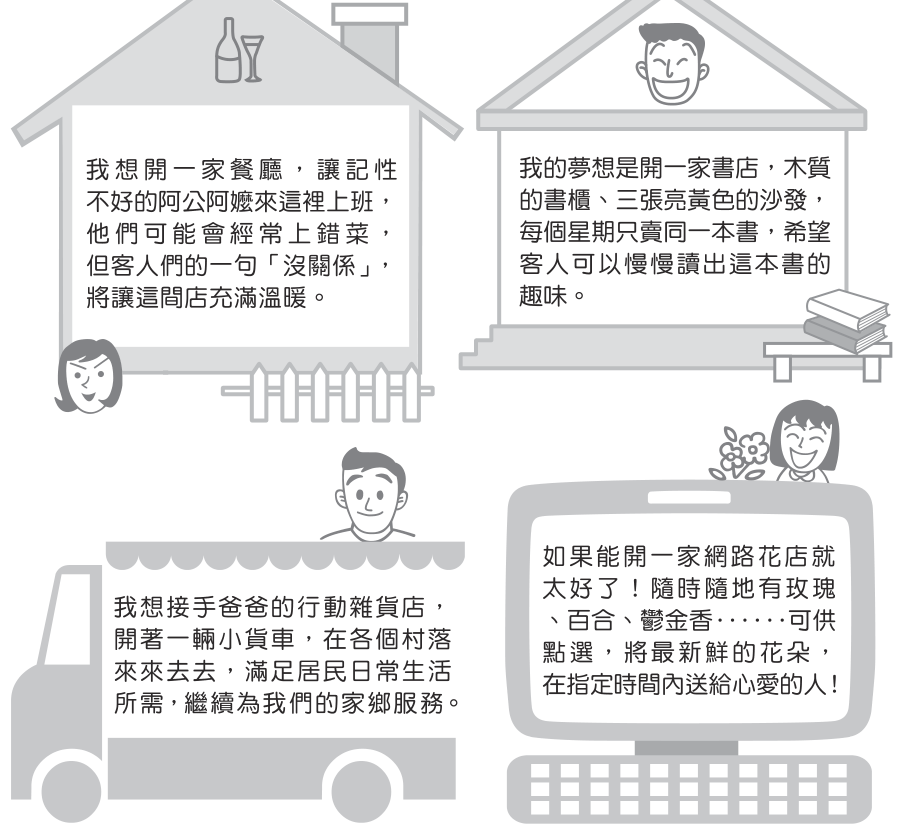 我想開一家餐廳，讓記性
不好的阿公阿嬤來這裡上班，
他們可能會經常上錯菜，
但客人們的一句「沒關係」，
將讓這間店充滿溫暖。
我的夢想是開一家書店，木質
的書櫃、三張亮黃色的沙發，
每個星期只賣同一本書，希望
客人可以慢慢讀出這本書的
趣味。
我想接手爸爸的行動雜貨店，
開著一輛小貨車，在各個村落
來來去去，滿足居民日常生活
所需，繼續為我們的家鄉服務。
如果能開一家網路花店就
太好了！隨時隨地有玫瑰
、百合、鬱金香……可供
點選，將最新鮮的花朵，
在指定時間內送給心愛的人！